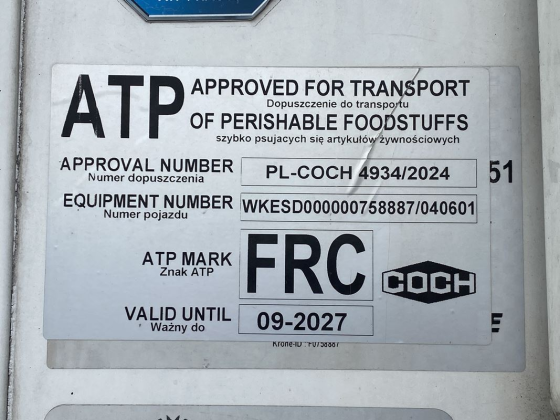 ATP APPROVED FOR TRANSPORT
Dopuszczenie do transportu
OF PERISHABLE FOODSTUFFS
szybko psujących się artykułów żywnościowych
APPROVAL NUMBER PL-COCH 4934/2024
Numer dopuszczenia
51
EQUIPMENT NUMBER WKESD000000758887/040601
Numer pojazdu
ATP MARK FRC COCH
Znak ATP
VALID UNTIL 09-2027
Ważny do
E